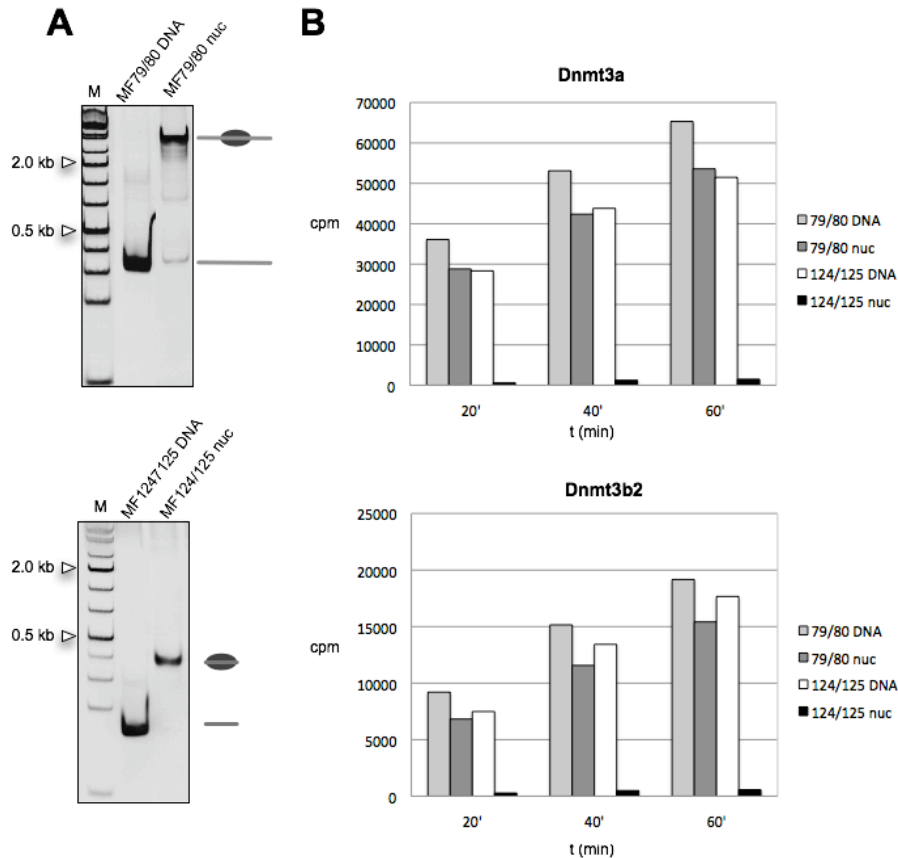 A
MF79/80 DNA
MF79/80 nuc
M
2.0 kb
0.5 kb
MF1247125 DNA
MF124/125 nuc
M
2.0 kb
0.5 kb
B
Dnmt3a
70000
60000
50000
40000
30000
20000
10000
0
cpm
20'
40'
60'
t (min)
79/80 DNA
79/80 nuc
124/125 DNA
124/125 nuc
Dnmt3b2
25000
20000
15000
10000
5000
0
cpm
20'
40'
60'
t (min)
79/80 DNA
79/80 nuc
124/125 DNA
124/125 nuc